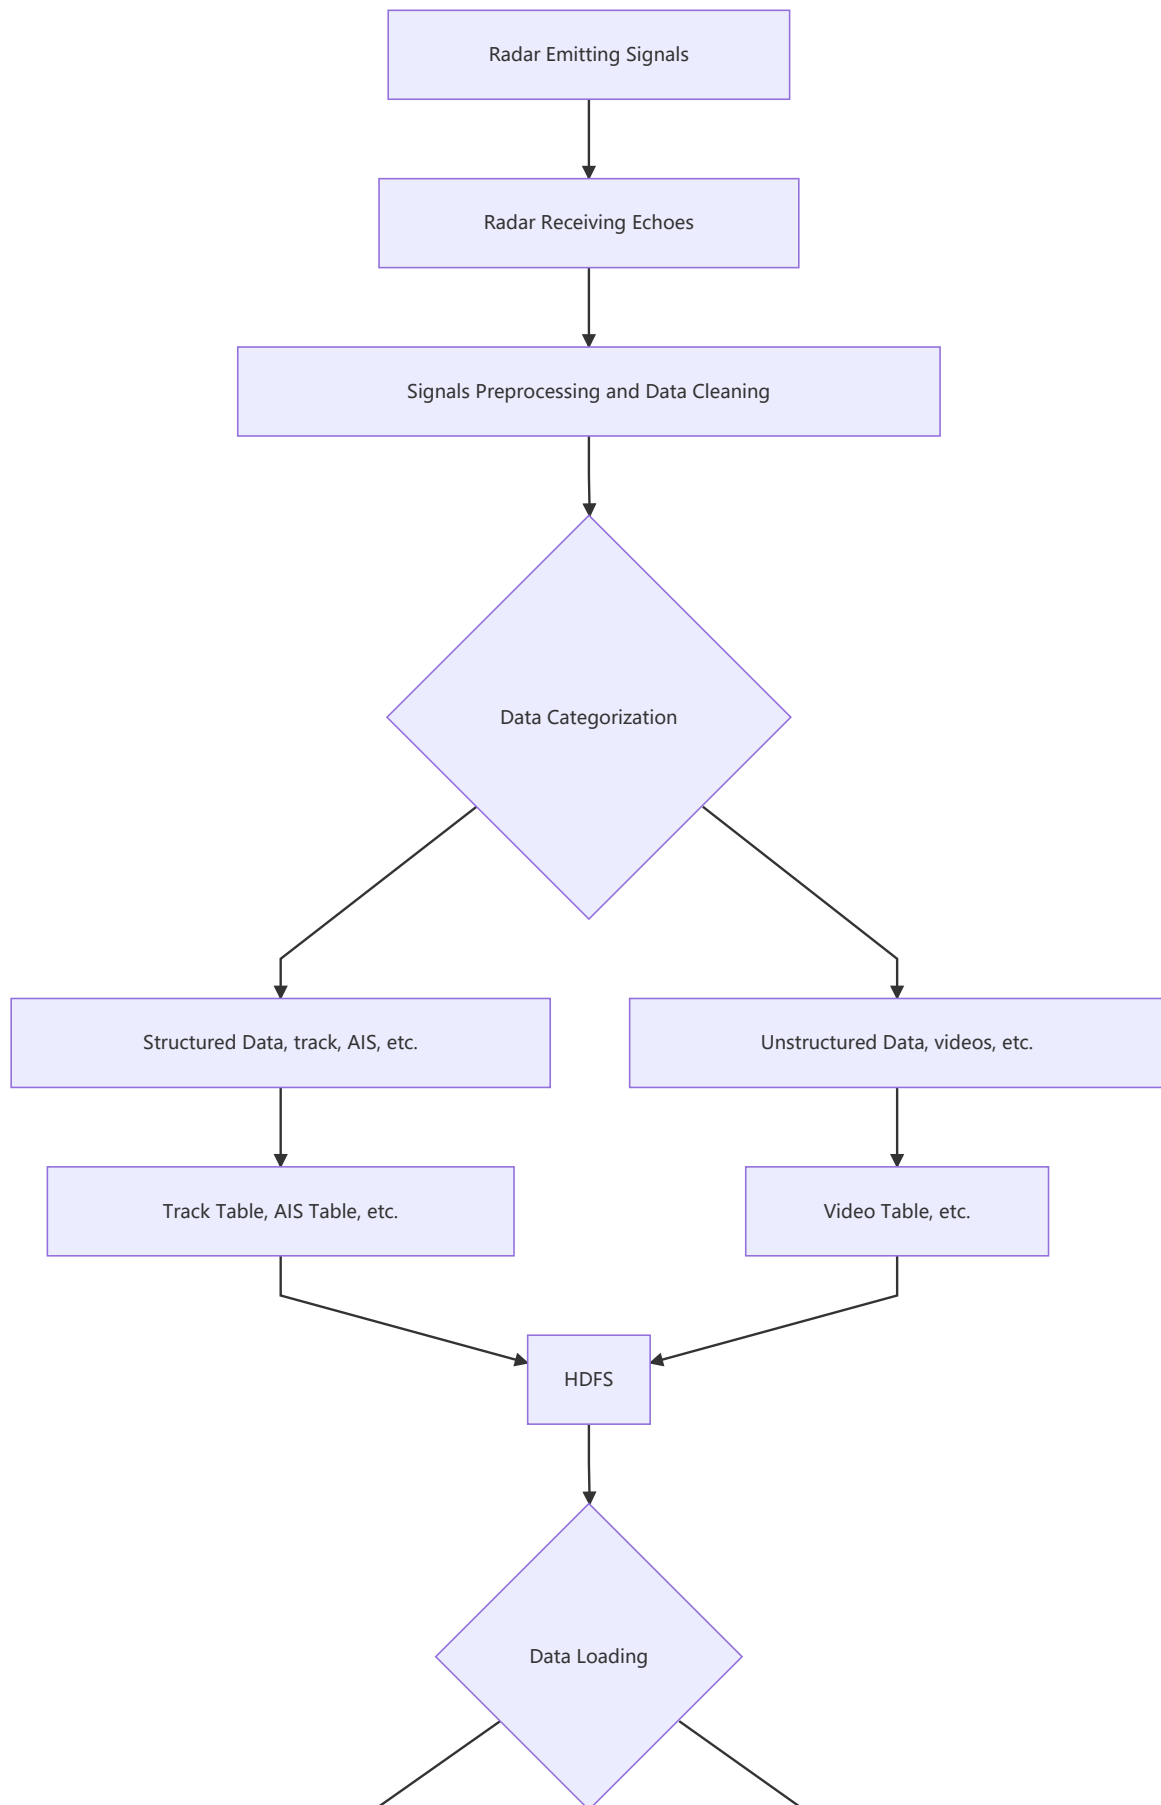 Radar Emitting Signals
Radar Receiving Echoes
Signals Preprocessing and Data Cleaning
Data Categorization
Structured Data, track, AIS, etc.
Unstructured Data, videos, etc.
Track Table, AIS Table, etc.
Video Table, etc.
HDFS
Data Loading